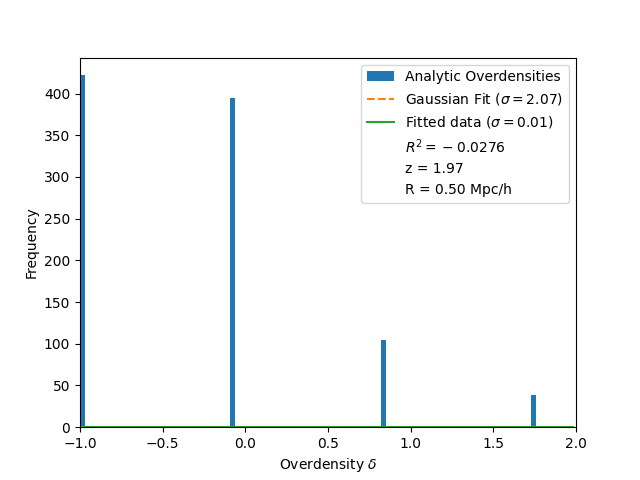 Analytic Overdensities
Gaussian Fit (σ = 2.07)
Fitted data (σ = 0.01)
R² = −0.0276
z = 1.97
R = 0.50 Mpc/h
400
350
300
250
200
150
100
50
0
Frequency
−1.0 −0.5 0.0 0.5 1.0 1.5 2.0
Overdensity δ